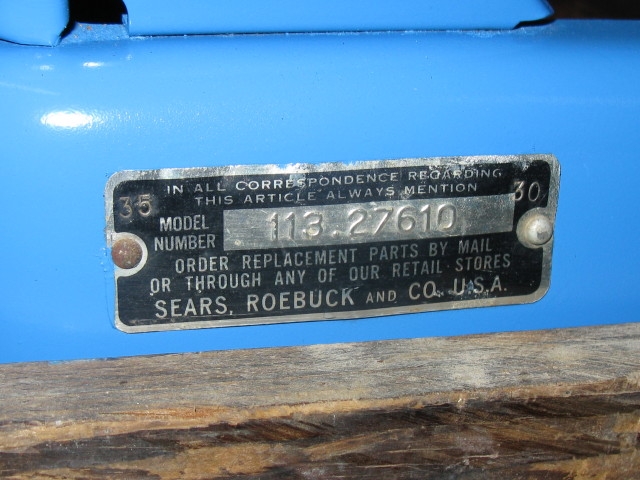 IN ALL CORRESPONDENCE REGARDING
THIS ARTICLE ALWAYS MENTION
35
30
MODEL
NUMBER
113.27610
ORDER REPLACEMENT PARTS BY MAIL
OR THROUGH ANY OF OUR RETAIL STORES
SEARS, ROEBUCK AND CO. U.S.A.